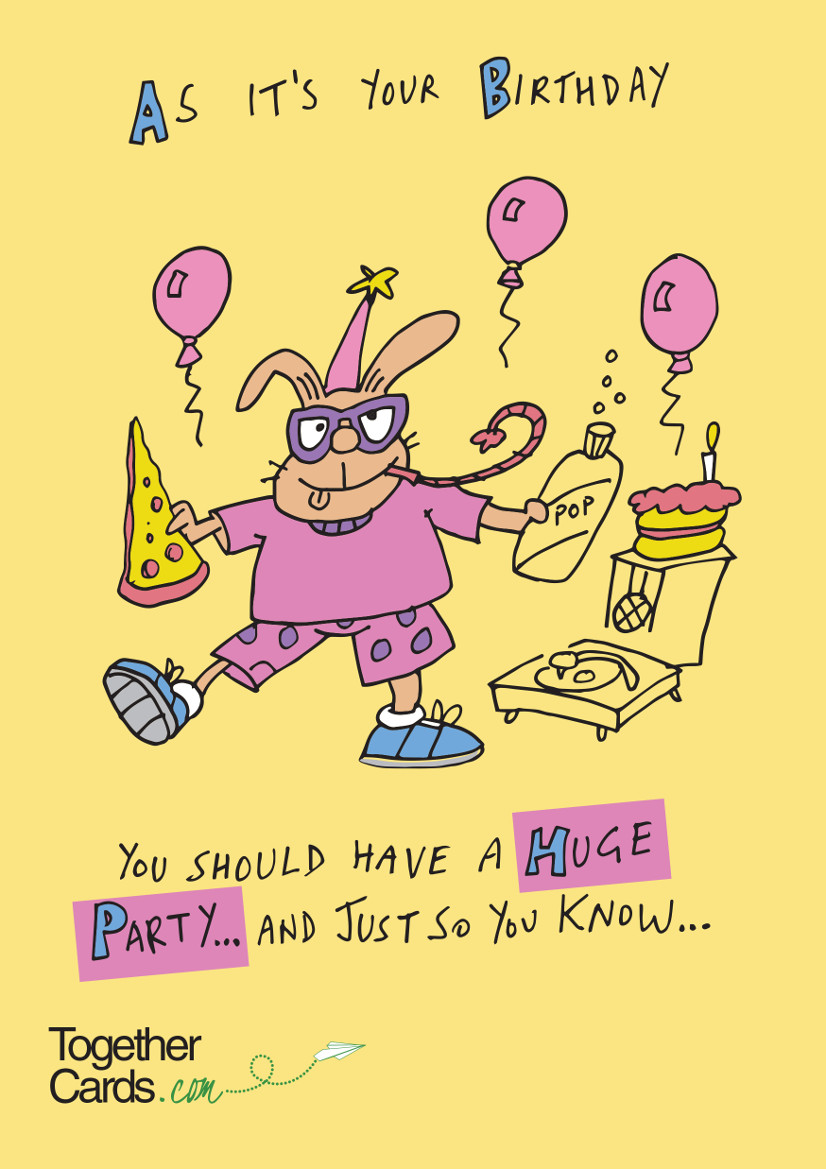 As IT'S YOUR BIRTHDAY
POP
YOU SHOULD HAVE A HUGE
PARTY... AND JUST SO YOU KNOW...
Together
Cards.com